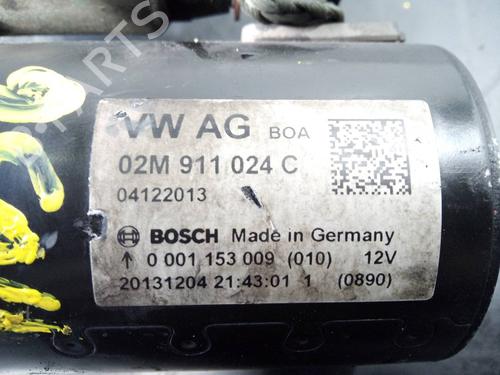 VW AG BOA
02M 911 024 C
04122013
BOSCH Made in Germany
↑ 0 001 153 009 (010) 12V
20131204 21:43:01 1 (0890)